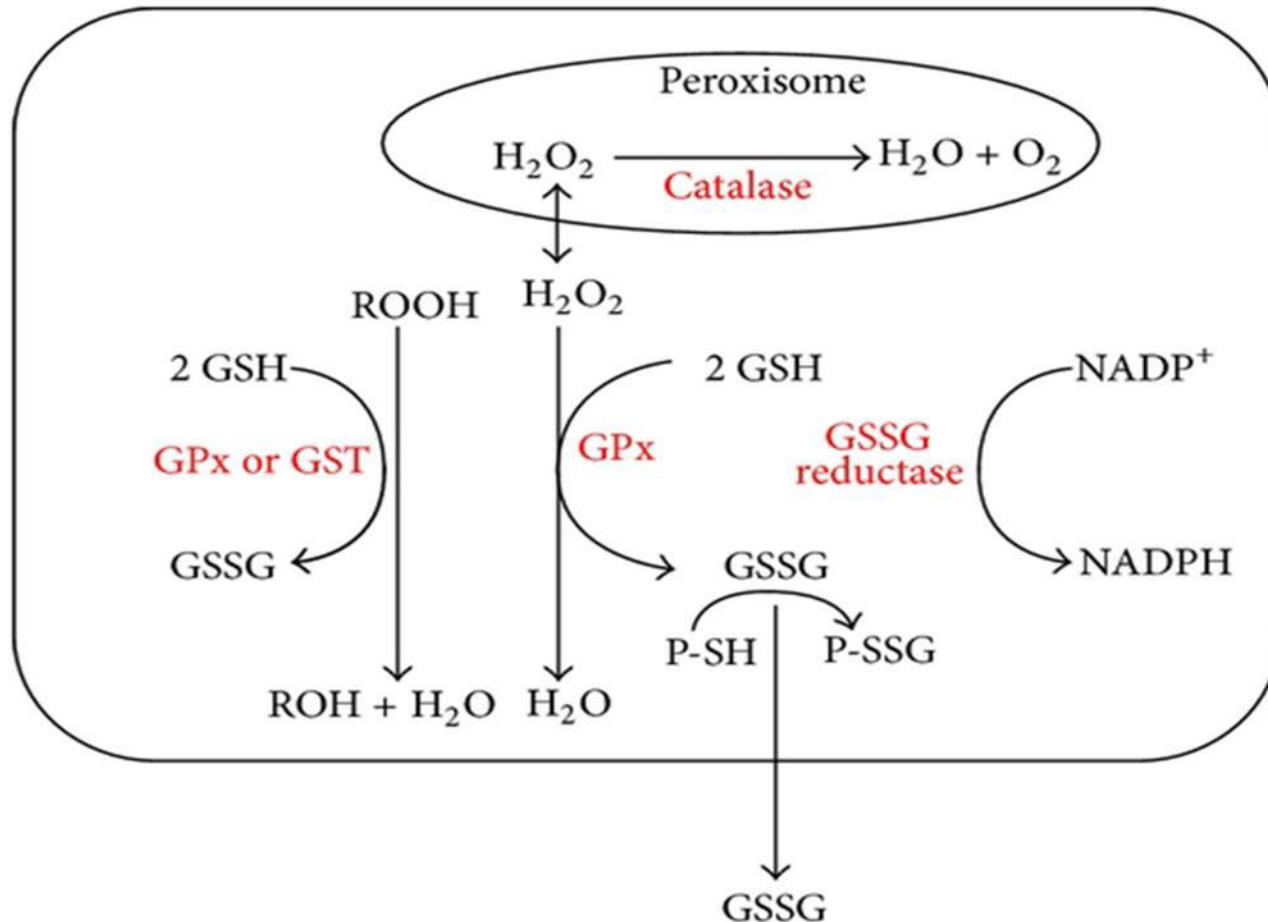 Peroxisome
H₂O₂
H₂O + O₂
Catalase
ROOH
H₂O₂
2 GSH
2 GSH
NADP⁺
GPx or GST
GPx
GSSG
reductase
GSSG
GSSG
NADPH
P-SH
P-SSG
ROH + H₂O
H₂O
GSSG